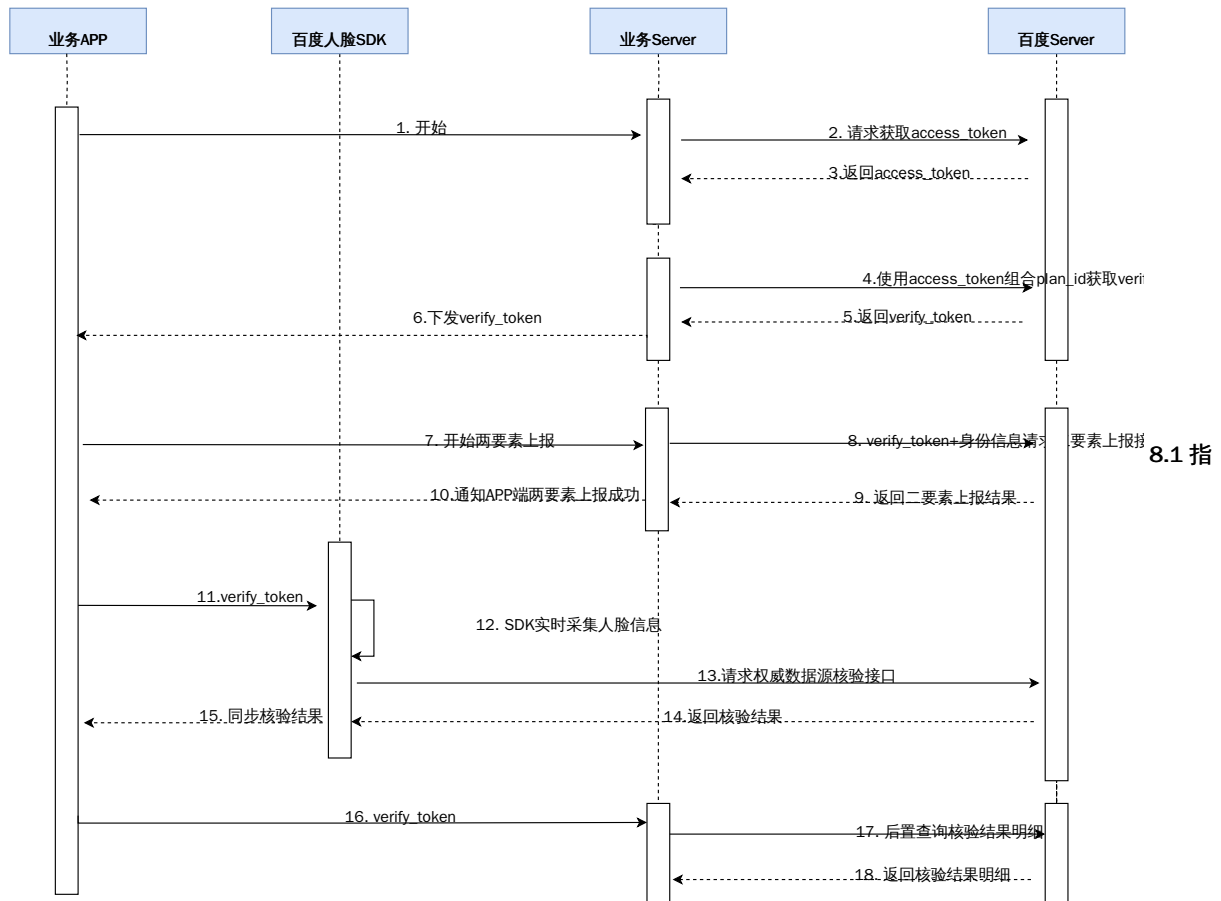 业务APP
百度人脸SDK
业务Server
百度Server
1. 开始
2. 请求获取access_token
3.返回access_token
4.使用access_token组合plan_id获取veri
5.返回verify_token
6.下发verify_token
7. 开始两要素上报
8. verify_token+身份信息请求 要素上报接
8.1 指
9. 返回二要素上报结果
10.通知APP端两要素上报成功
11.verify_token
12. SDK实时采集人脸信息
13.请求权威数据源核验接口
14.返回核验结果
15. 同步核验结果
16. verify_token
17. 后置查询核验结果明细
18. 返回核验结果明细